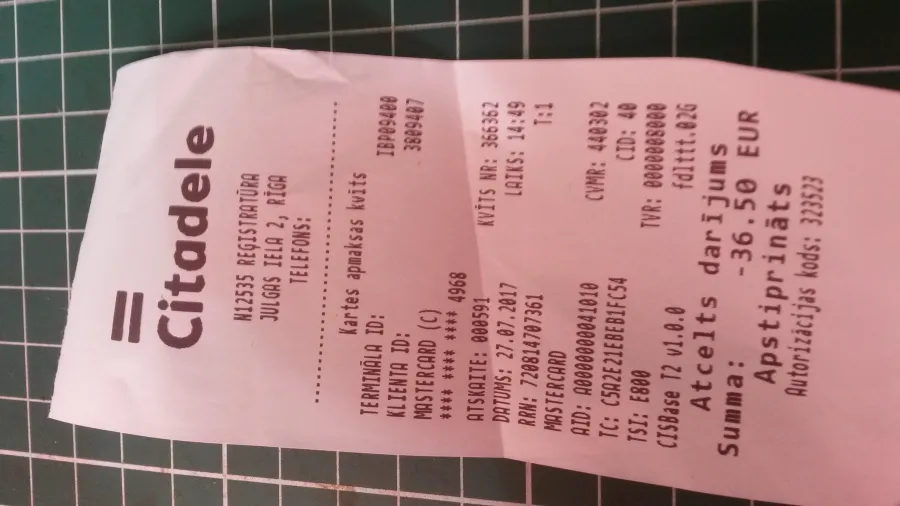 Citadele
N12535 REĢISTRATŪRA
JULGAS IELA 2, RĪGA
TELEFONS:
Kartes apmaksas kvīts
TERMINĀLA ID: IBP09400
KLIENTA ID: 3809407
MASTERCARD (C)
**** **** **** 4968
ATSKAITE: 000591 KVĪTS NR: 366362
DATUMS: 27.07.2017 LAIKS: 14:49
RRN: 720814707361 T:1
MASTERCARD
AID: A0000000041010 CVMR: 440302
TC: C5A2E21EBEB1FC54 CID: 40
TSI: E800 TVR: 0000008000
CISBase T2 v1.0.0 fdlttt.02G
Atcelts darījums
Summa: -36.50 EUR
Apstiprināts
Autorizācijas kods: 323523